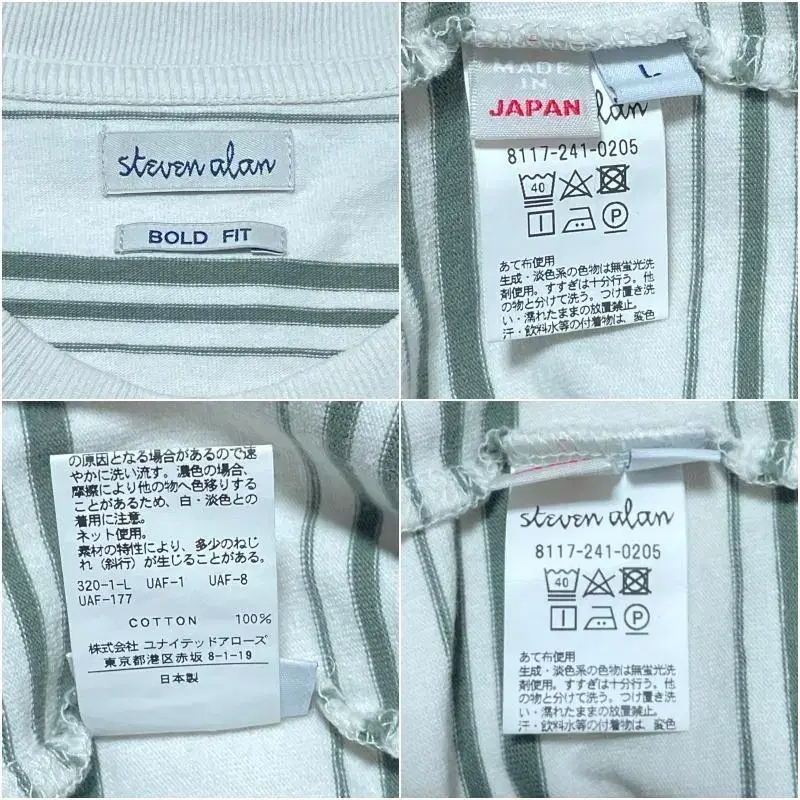 steven alan
BOLD FIT
MADE
IN
JAPAN
L
alan
8117-241-0205
40
P
あて布使用
生成・淡色系の色物は無蛍光洗
剤使用。すすぎは十分行う。他
の物と分けて洗う。つけ置き洗
い・濡れたままの放置禁止。
汗・飲料水等の付着物は、変色
の原因となる場合があるので速
やかに洗い流す。濃色の場合、
摩擦により他の物へ色移りする
ことがあるため、白・淡色との
着用に注意。
ネット使用。
素材の特性により、多少のねじ
れ（斜行）が生じることがある。
320-1-L UAF-1 UAF-8
UAF-177
COTTON 100%
株式会社 ユナイテッドアローズ
東京都港区赤坂 8-1-19
日本製
steven alan
8117-241-0205
40
P
あて布使用
生成・淡色系の色物は無蛍光洗
剤使用。すすぎは十分行う。他
の物と分けて洗う。つけ置き洗
い・濡れたままの放置禁止。
汗・飲料水等の付着物は、変色